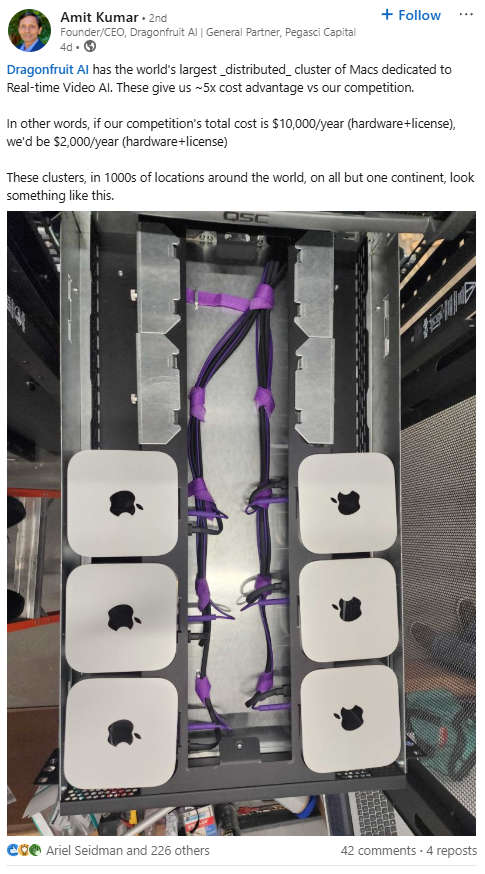 Amit Kumar • 2nd
+ Follow ...
Founder/CEO, Dragonfruit AI | General Partner, Pegasci Capital
4d •
Dragonfruit AI has the world's largest _distributed_ cluster of Macs dedicated to
Real-time Video AI. These give us ~5x cost advantage vs our competition.
In other words, if our competition's total cost is $10,000/year (hardware+license),
we'd be $2,000/year (hardware+license)
These clusters, in 1000s of locations around the world, on all but one continent, look
something like this.
QSC
Ariel Seidman and 226 others
42 comments • 4 reposts